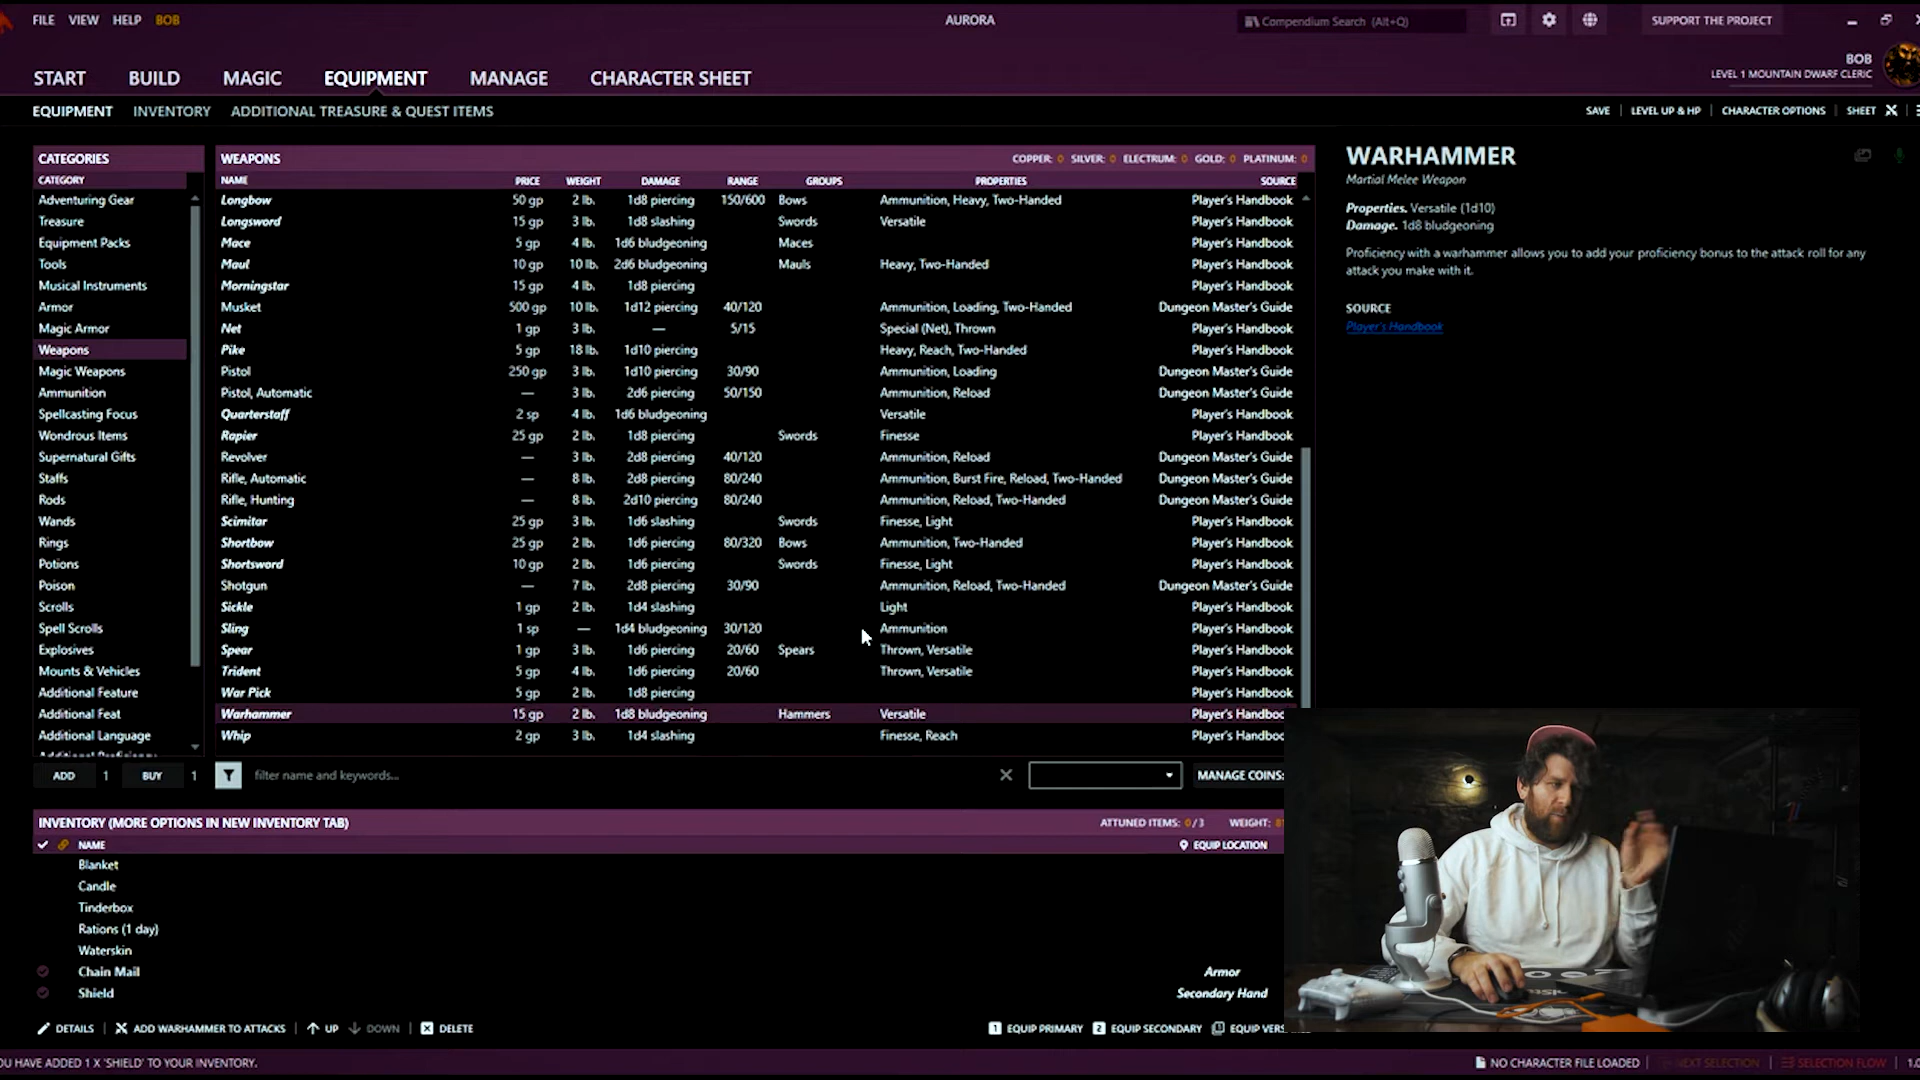 FILE VIEW HELP BOB AURORA Compendium Search (Alt+Q) SUPPORT THE PROJECT
BOB
START BUILD MAGIC EQUIPMENT MANAGE CHARACTER SHEET LEVEL 1 MOUNTAIN DWARF CLERIC
EQUIPMENT INVENTORY ADDITIONAL TREASURE & QUEST ITEMS SAVE LEVEL UP & HP CHARACTER OPTIONS SHEET
CATEGORIES
CATEGORY
Adventuring Gear
Treasure
Equipment Packs
Tools
Musical Instruments
Armor
Magic Armor
Weapons
Magic Weapons
Ammunition
Spellcasting Focus
Wondrous Items
Supernatural Gifts
Staffs
Rods
Wands
Rings
Potions
Poison
Scrolls
Spell Scrolls
Explosives
Mounts & Vehicles
Additional Feature
Additional Feat
Additional Language
WEAPONS COPPER: 0 SILVER: 0 ELECTRUM: 0 GOLD: 0 PLATINUM: 0
NAME PRICE WEIGHT DAMAGE RANGE GROUPS PROPERTIES SOURCE
Longbow 50 gp 2 lb. 1d8 piercing 150/600 Bows Ammunition, Heavy, Two-Handed Player's Handbook
Longsword 15 gp 3 lb. 1d8 slashing Swords Versatile Player's Handbook
Mace 5 gp 4 lb. 1d6 bludgeoning Maces Player's Handbook
Maul 10 gp 10 lb. 2d6 bludgeoning Mauls Heavy, Two-Handed Player's Handbook
Morningstar 15 gp 4 lb. 1d8 piercing Player's Handbook
Musket 500 gp 10 lb. 1d12 piercing 40/120 Ammunition, Loading, Two-Handed Dungeon Master's Guide
Net 1 gp 3 lb. — 5/15 Special (Net), Thrown Player's Handbook
Pike 5 gp 18 lb. 1d10 piercing Heavy, Reach, Two-Handed Player's Handbook
Pistol 250 gp 3 lb. 1d10 piercing 30/90 Ammunition, Loading Dungeon Master's Guide
Pistol, Automatic — 3 lb. 2d6 piercing 50/150 Ammunition, Reload Dungeon Master's Guide
Quarterstaff 2 sp 4 lb. 1d6 bludgeoning Versatile Player's Handbook
Rapier 25 gp 2 lb. 1d8 piercing Swords Finesse Player's Handbook
Revolver — 3 lb. 2d8 piercing 40/120 Ammunition, Reload Dungeon Master's Guide
Rifle, Automatic — 8 lb. 2d8 piercing 80/240 Ammunition, Burst Fire, Reload, Two-Handed Dungeon Master's Guide
Rifle, Hunting — 8 lb. 2d10 piercing 80/240 Ammunition, Reload, Two-Handed Dungeon Master's Guide
Scimitar 25 gp 3 lb. 1d6 slashing Swords Finesse, Light Player's Handbook
Shortbow 25 gp 2 lb. 1d6 piercing 80/320 Bows Ammunition, Two-Handed Player's Handbook
Shortsword 10 gp 2 lb. 1d6 piercing Swords Finesse, Light Player's Handbook
Shotgun — 7 lb. 2d8 piercing 30/90 Ammunition, Reload, Two-Handed Dungeon Master's Guide
Sickle 1 gp 2 lb. 1d4 slashing Light Player's Handbook
Sling 1 sp — 1d4 bludgeoning 30/120 Ammunition Player's Handbook
Spear 1 gp 3 lb. 1d6 piercing 20/60 Spears Thrown, Versatile Player's Handbook
Trident 5 gp 4 lb. 1d6 piercing 20/60 Thrown, Versatile Player's Handbook
War Pick 5 gp 2 lb. 1d8 piercing Player's Handbook
Warhammer 15 gp 2 lb. 1d8 bludgeoning Hammers Versatile Player's Handboo
Whip 2 gp 3 lb. 1d4 slashing Finesse, Reach Player's Handboo
WARHAMMER
Martial Melee Weapon
Properties. Versatile (1d10)
Damage. 1d8 bludgeoning
Proficiency with a warhammer allows you to add your proficiency bonus to the attack roll for any
attack you make with it.
SOURCE
Player's Handbook
ADD 1 BUY 1 filter name and keywords... MANAGE COINS:
INVENTORY (MORE OPTIONS IN NEW INVENTORY TAB) ATTUNED ITEMS: 0/3 WEIGHT:
NAME EQUIP LOCATION
Blanket
Candle
Tinderbox
Rations (1 day)
Waterskin
Chain Mail Armor
Shield Secondary Hand
DETAILS ADD WARHAMMER TO ATTACKS UP DOWN DELETE 1 EQUIP PRIMARY 2 EQUIP SECONDARY EQUIP VERS
OU HAVE ADDED 1 X 'SHIELD' TO YOUR INVENTORY. NO CHARACTER FILE LOADED NEXT SELECTION SELECTION FLOW 1.0